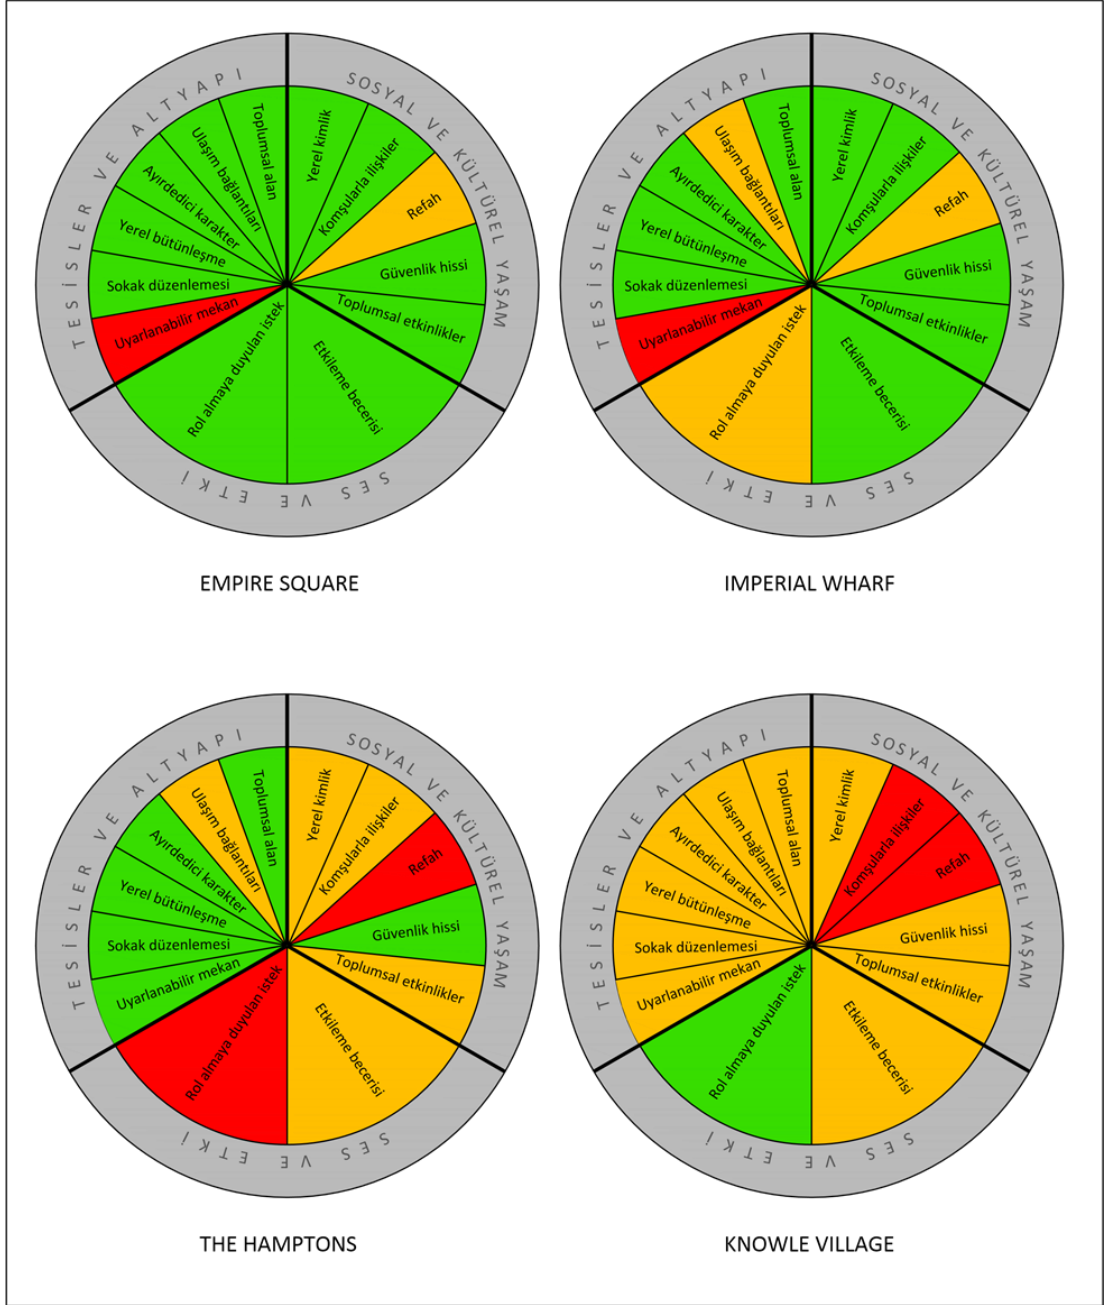 TESİSLER VE ALTYAPI
SOSYAL VE KÜLTÜREL YAŞAM
SES VE ETKİ
Toplumsal alan
Ulaşım bağlantıları
Ayırdedici karakter
Yerel bütünleşme
Sokak düzenlemesi
Uyarlanabilir mekan
Yerel kimlik
Komşularla ilişkiler
Refah
Güvenlik hissi
Toplumsal etkinlikler
Etkileme becerisi
Rol almaya duyulan istek
EMPIRE SQUARE
TESİSLER VE ALTYAPI
SOSYAL VE KÜLTÜREL YAŞAM
SES VE ETKİ
Toplumsal alan
Ulaşım bağlantıları
Ayırdedici karakter
Yerel bütünleşme
Sokak düzenlemesi
Uyarlanabilir mekan
Yerel kimlik
Komşularla ilişkiler
Refah
Güvenlik hissi
Toplumsal etkinlikler
Etkileme becerisi
Rol almaya duyulan istek
IMPERIAL WHARF
TESİSLER VE ALTYAPI
SOSYAL VE KÜLTÜREL YAŞAM
SES VE ETKİ
Toplumsal alan
Ulaşım bağlantıları
Ayırdedici karakter
Yerel bütünleşme
Sokak düzenlemesi
Uyarlanabilir mekan
Yerel kimlik
Komşularla ilişkiler
Refah
Güvenlik hissi
Toplumsal etkinlikler
Etkileme becerisi
Rol almaya duyulan istek
THE HAMPTONS
TESİSLER VE ALTYAPI
SOSYAL VE KÜLTÜREL YAŞAM
SES VE ETKİ
Toplumsal alan
Ulaşım bağlantıları
Ayırdedici karakter
Yerel bütünleşme
Sokak düzenlemesi
Uyarlanabilir mekan
Yerel kimlik
Komşularla ilişkiler
Refah
Güvenlik hissi
Toplumsal etkinlikler
Etkileme becerisi
Rol almaya duyulan istek
KNOWLE VILLAGE